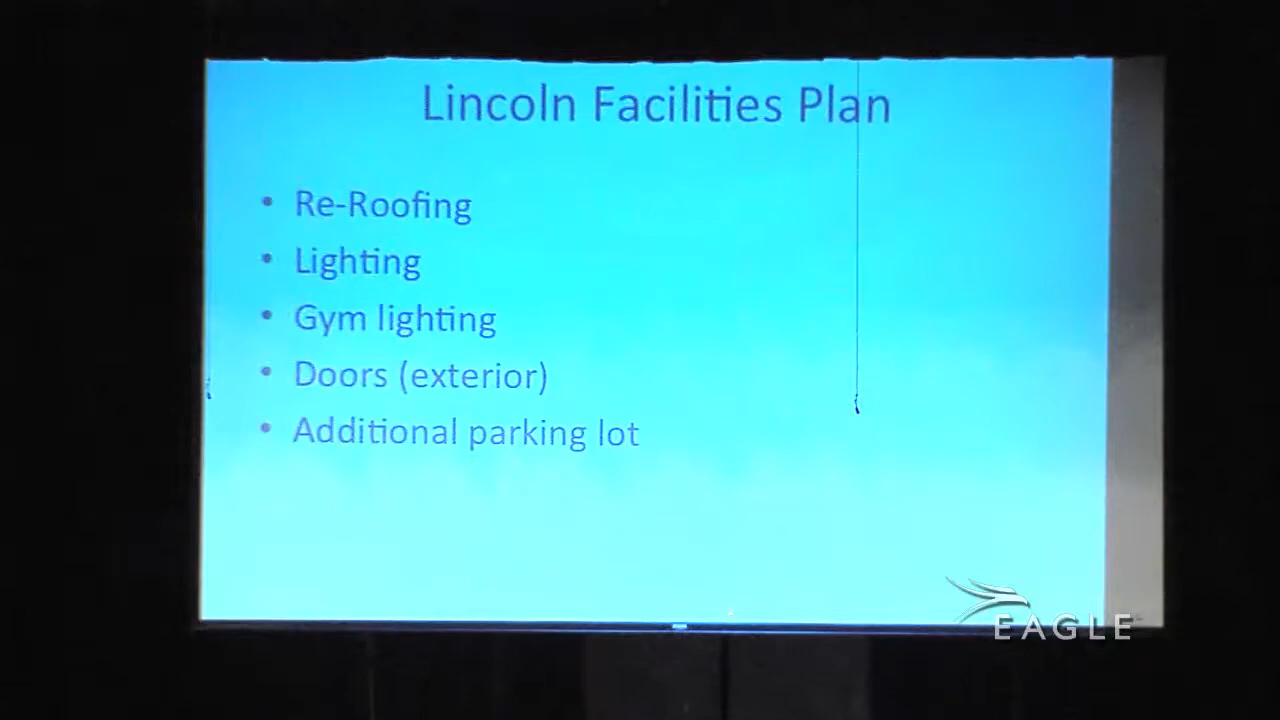 Lincoln Facilities Plan
• Re-Roofing
• Lighting
• Gym lighting
• Doors (exterior)
• Additional parking lot
EAGLE